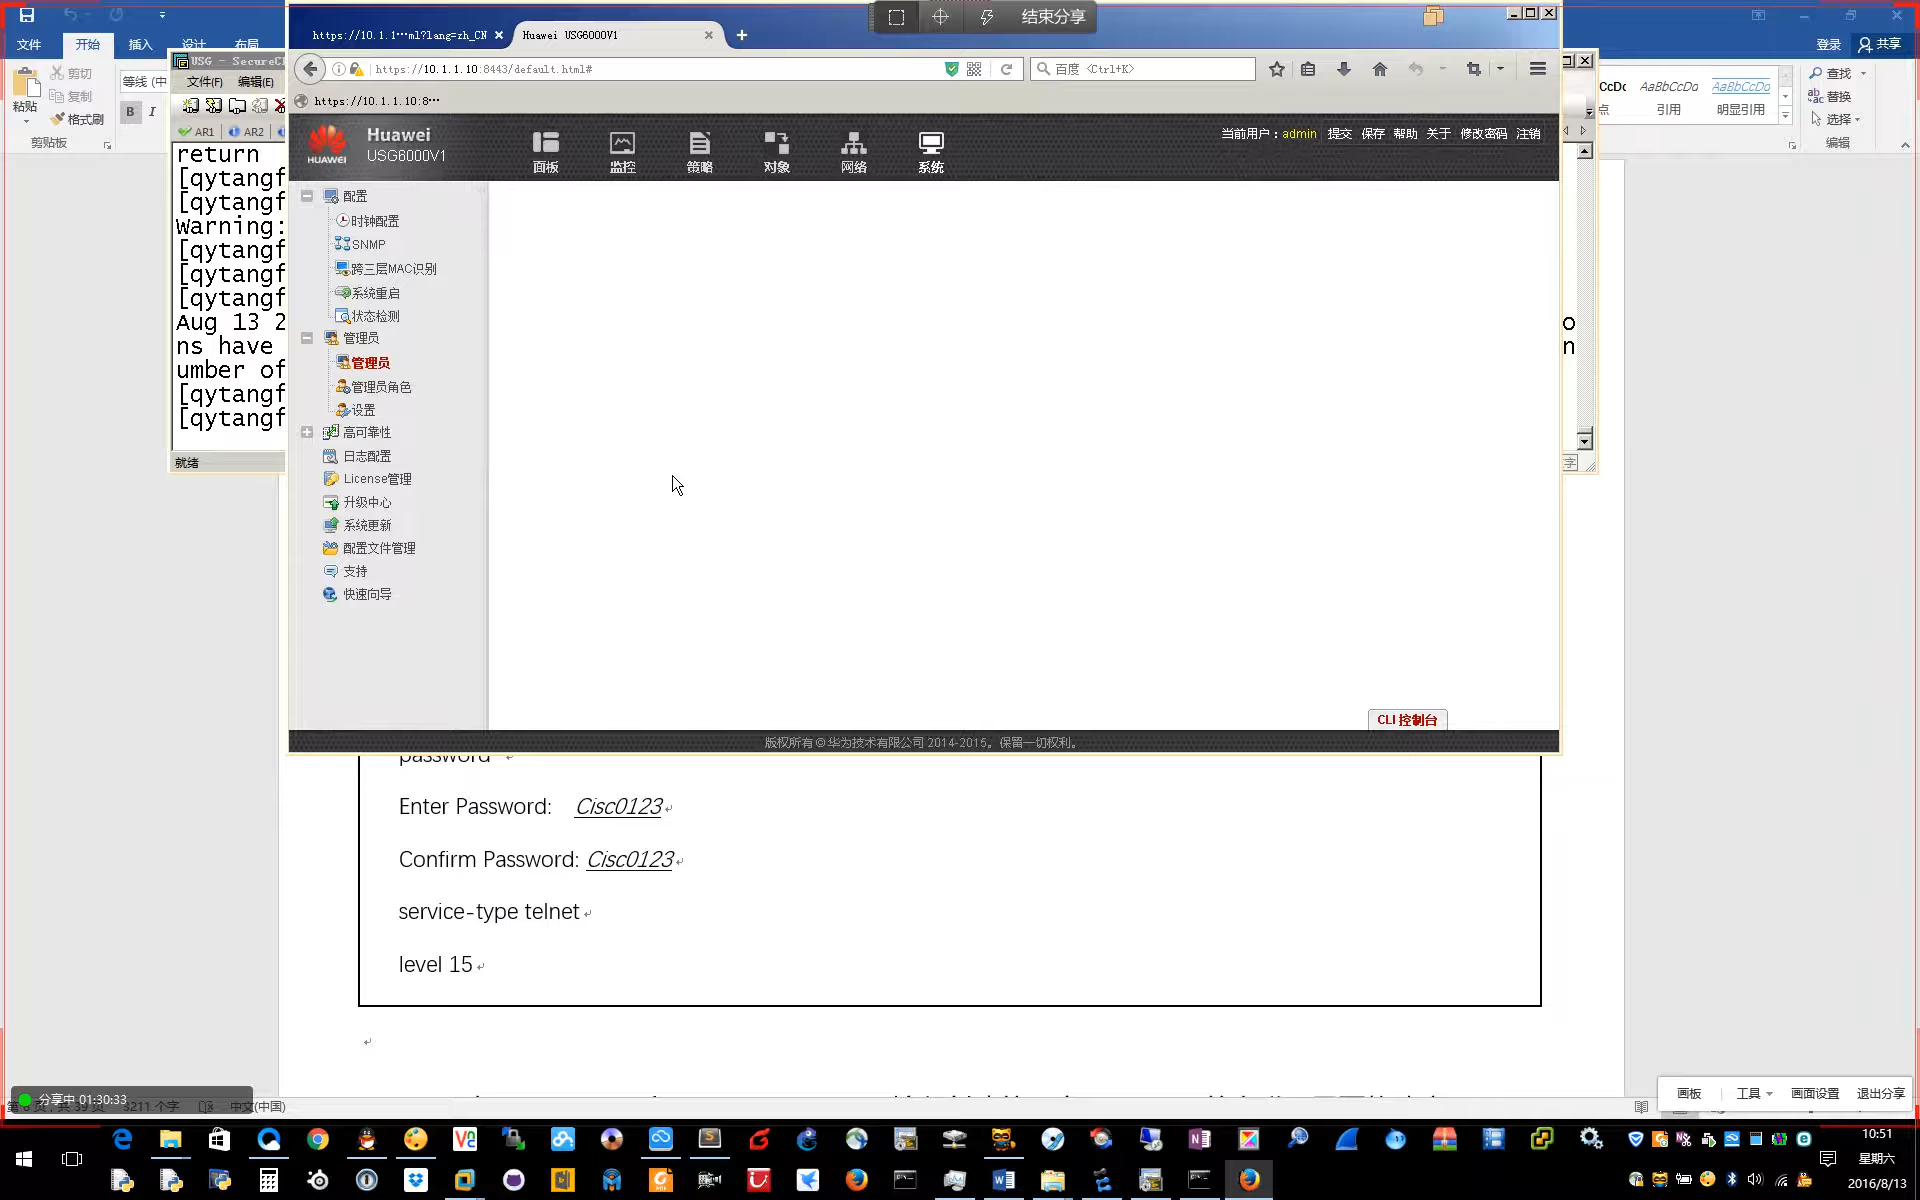 结束分享
文件
开始
插入
设计
布局
登录
共享
剪切
复制
格式刷
粘贴
剪贴板
等线 (中
B I
查找
替换
选择
编辑
CcDc AaBbCcDo AaBbCcDo
点 引用 明显引用
USG - SecureC
文件(F) 编辑(E)
AR1 AR2
return
[qytangf
[qytangf
Warning:
[qytangf
[qytangf
[qytangf
Aug 13 2
ns have
umber of
[qytangf
[qytangf
o
n
就绪
字
https://10.1.1···ml?lang=zh_CN
Huawei USG6000V1
https://10.1.1.10:8443/default.html#
百度 <Ctrl+K>
https://10.1.1.10:8···
HUAWEI
Huawei
USG6000V1
面板
监控
策略
对象
网络
系统
当前用户：admin 提交 保存 帮助 关于 修改密码 注销
配置
时钟配置
SNMP
跨三层MAC识别
系统重启
状态检测
管理员
管理员
管理员角色
设置
高可靠性
日志配置
License管理
升级中心
系统更新
配置文件管理
支持
快速向导
CLI 控制台
版权所有©华为技术有限公司 2014-2015。保留一切权利。
password
Enter Password: Cisc0123
Confirm Password: Cisc0123
service-type telnet
level 15
分享中 01:30:33
3211 个字
中文(中国)
画板
工具
画面设置
退出分享
10:51
星期六
2016/8/13